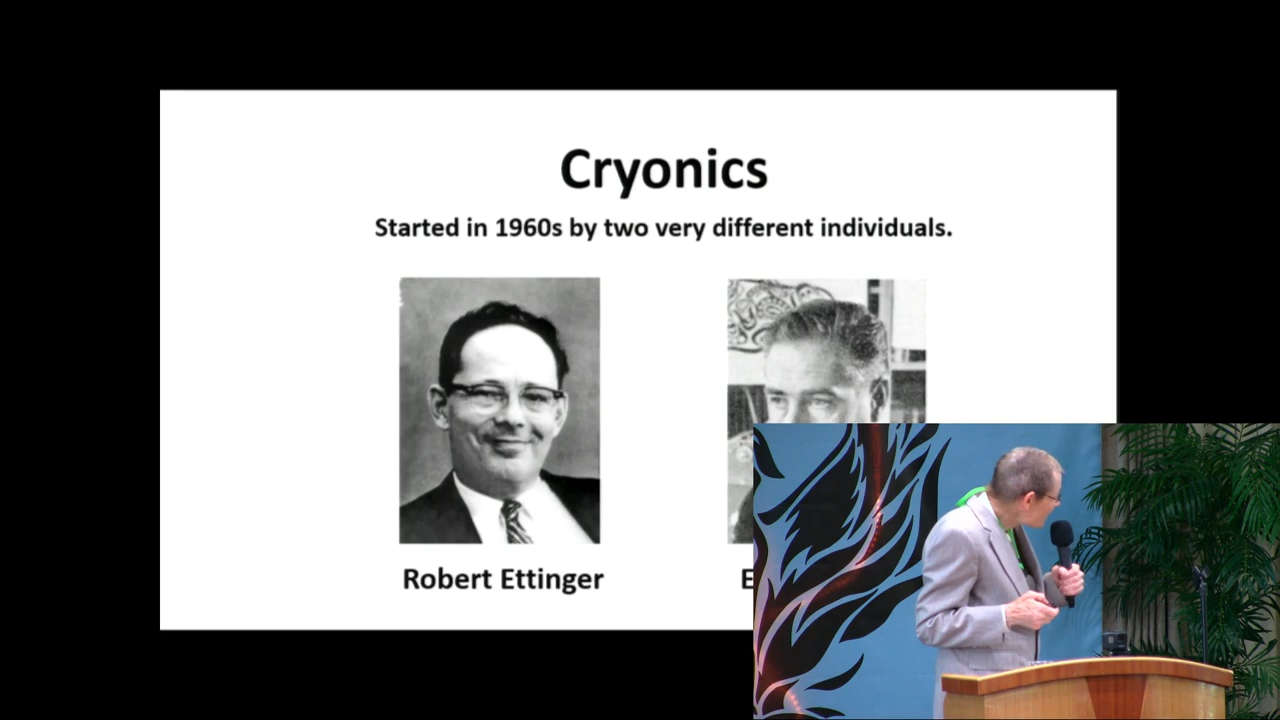 Cryonics
Started in 1960s by two very different individuals.
Robert Ettinger